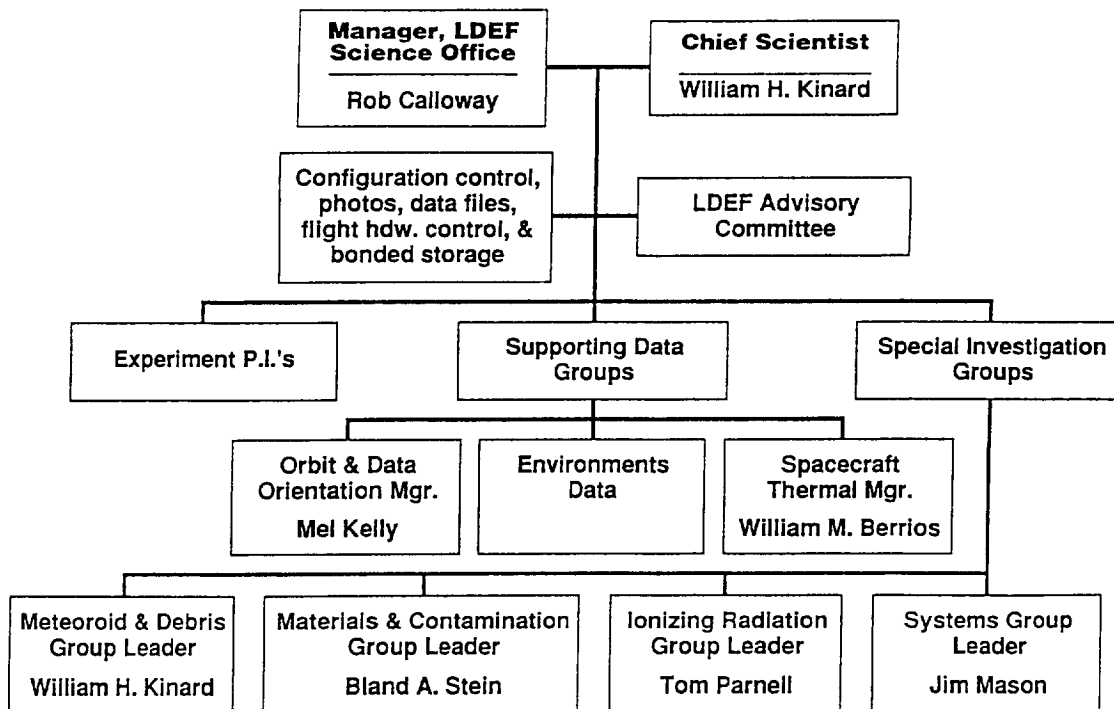 Manager, LDEF
Science Office
Rob Calloway
Chief Scientist
William H. Kinard
Configuration control,
photos, data files,
flight hdw. control, &
bonded storage
LDEF Advisory
Committee
Experiment P.I.'s
Supporting Data
Groups
Special Investigation
Groups
Orbit & Data
Orientation Mgr.
Mel Kelly
Environments
Data
Spacecraft
Thermal Mgr.
William M. Berrios
Meteoroid & Debris
Group Leader
William H. Kinard
Materials & Contamination
Group Leader
Bland A. Stein
Ionizing Radiation
Group Leader
Tom Parnell
Systems Group
Leader
Jim Mason